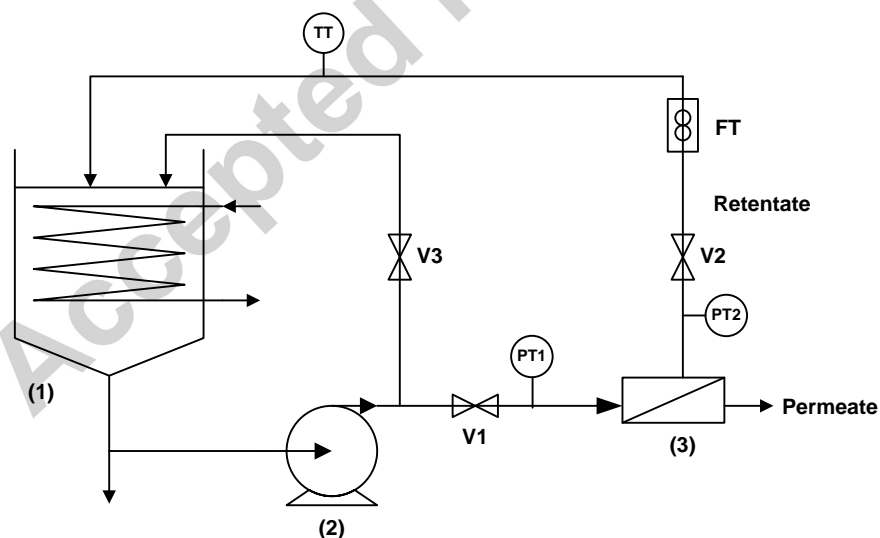 Accepted
TT
FT
Retentate
V3
V2
PT2
PT1
(1)
V1
Permeate
(3)
(2)